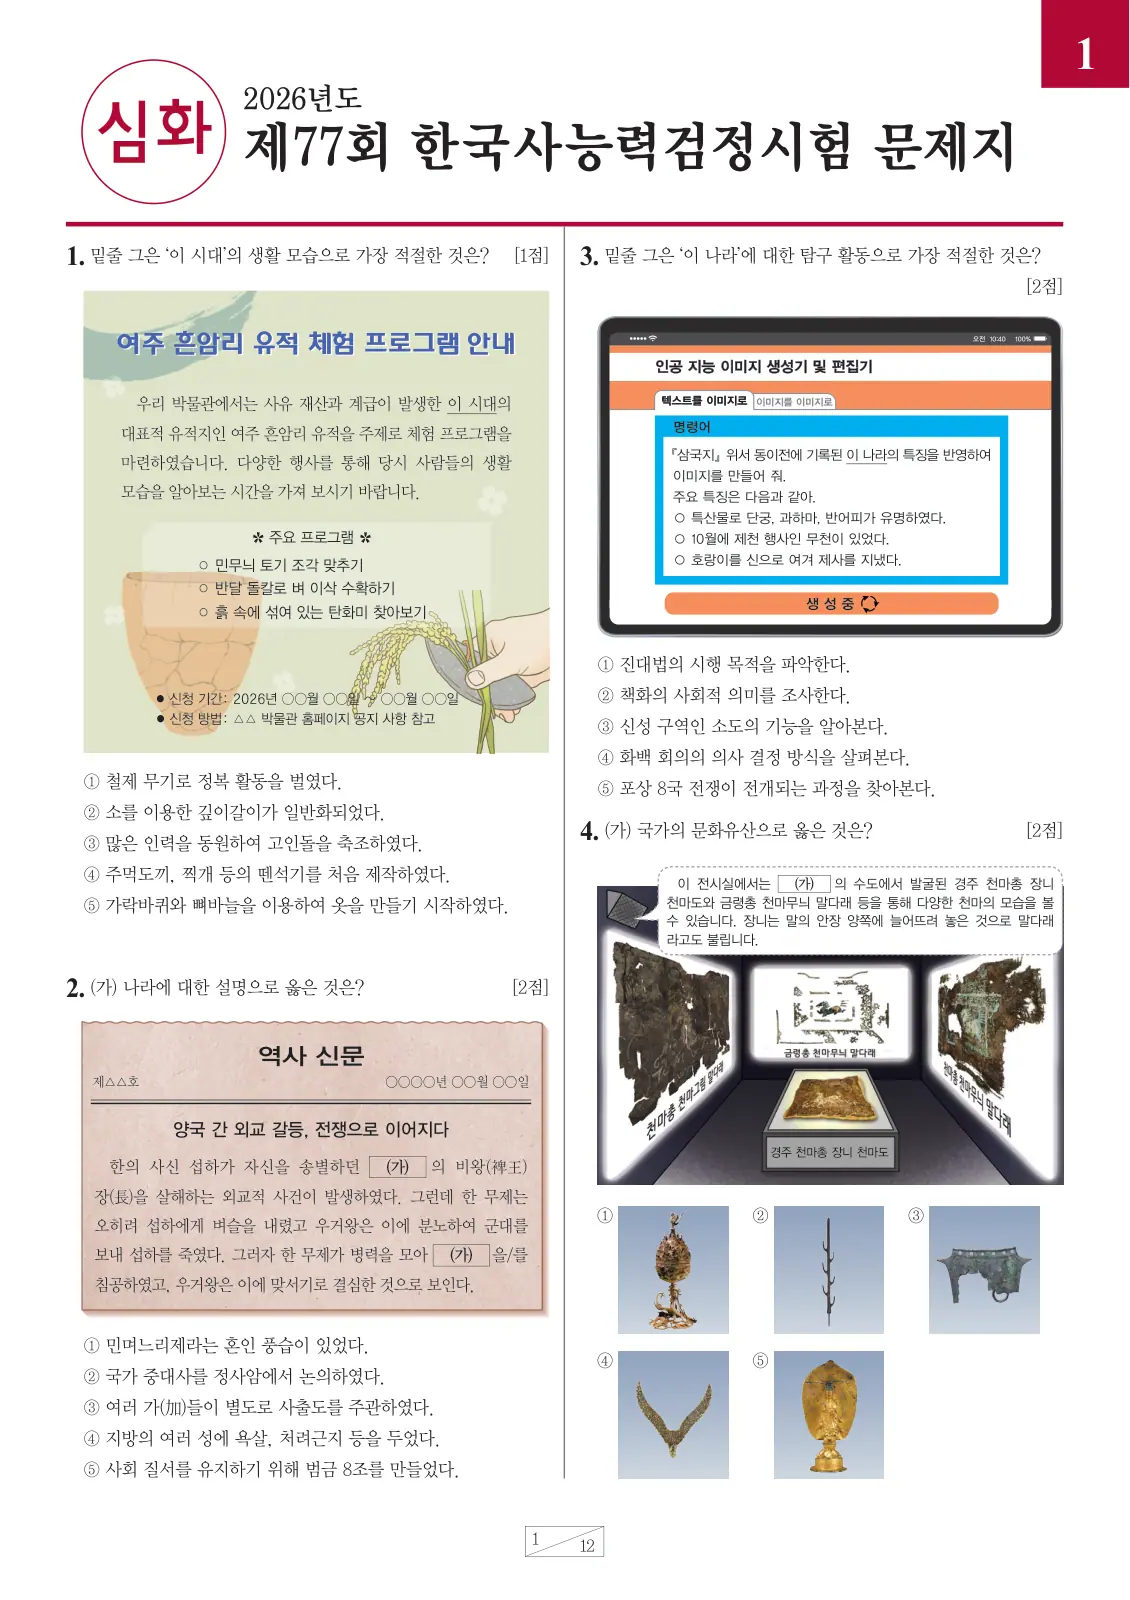 1
심화
2026년도
제77회 한국사능력검정시험 문제지
1. 밑줄 그은 ‘이 시대’의 생활 모습으로 가장 적절한 것은? [1점]
여주 흔암리 유적 체험 프로그램 안내
우리 박물관에서는 사유 재산과 계급이 발생한 이 시대의
대표적 유적지인 여주 흔암리 유적을 주제로 체험 프로그램을
마련하였습니다. 다양한 행사를 통해 당시 사람들의 생활
모습을 알아보는 시간을 가져 보시기 바랍니다.
✲ 주요 프로그램 ✲
○ 민무늬 토기 조각 맞추기
○ 반달 돌칼로 벼 이삭 수확하기
○ 흙 속에 섞여 있는 탄화미 찾아보기
● 신청 기간: 2026년 ○○월 ○○일 ~ ○○월 ○○일
● 신청 방법: △△ 박물관 홈페이지 공지 사항 참고
① 철제 무기로 정복 활동을 벌였다.
② 소를 이용한 깊이갈이가 일반화되었다.
③ 많은 인력을 동원하여 고인돌을 축조하였다.
④ 주먹도끼, 찍개 등의 뗀석기를 처음 제작하였다.
⑤ 가락바퀴와 뼈바늘을 이용하여 옷을 만들기 시작하였다.
2. (가) 나라에 대한 설명으로 옳은 것은? [2점]
역사 신문
제△△호 ○○○○년 ○○월 ○○일
양국 간 외교 갈등, 전쟁으로 이어지다
한의 사신 섭하가 자신을 송별하던 (가) 의 비왕(裨王)
장(長)을 살해하는 외교적 사건이 발생하였다. 그런데 한 무제는
오히려 섭하에게 벼슬을 내렸고 우거왕은 이에 분노하여 군대를
보내 섭하를 죽였다. 그러자 한 무제가 병력을 모아 (가) 을/를
침공하였고, 우거왕은 이에 맞서기로 결심한 것으로 보인다.
① 민며느리제라는 혼인 풍습이 있었다.
② 국가 중대사를 정사암에서 논의하였다.
③ 여러 가(加)들이 별도로 사출도를 주관하였다.
④ 지방의 여러 성에 욕살, 처려근지 등을 두었다.
⑤ 사회 질서를 유지하기 위해 범금 8조를 만들었다.
3. 밑줄 그은 ‘이 나라’에 대한 탐구 활동으로 가장 적절한 것은?
[2점]
오전 10:40 100%
인공 지능 이미지 생성기 및 편집기
텍스트를 이미지로 이미지를 이미지로
명령어
『삼국지』 위서 동이전에 기록된 이 나라의 특징을 반영하여
이미지를 만들어 줘.
주요 특징은 다음과 같아.
○ 특산물로 단궁, 과하마, 반어피가 유명하였다.
○ 10월에 제천 행사인 무천이 있었다.
○ 호랑이를 신으로 여겨 제사를 지냈다.
생성중
① 진대법의 시행 목적을 파악한다.
② 책화의 사회적 의미를 조사한다.
③ 신성 구역인 소도의 기능을 알아본다.
④ 화백 회의의 의사 결정 방식을 살펴본다.
⑤ 포상 8국 전쟁이 전개되는 과정을 찾아본다.
4. (가) 국가의 문화유산으로 옳은 것은? [2점]
이 전시실에서는 (가) 의 수도에서 발굴된 경주 천마총 장니
천마도와 금령총 천마무늬 말다래 등을 통해 다양한 천마의 모습을 볼
수 있습니다. 장니는 말의 안장 양쪽에 늘어뜨려 놓은 것으로 말다래
라고도 불립니다.
천마총 천마그림 말다래
금령총 천마무늬 말다래
천마총 천마무늬 말다래
경주 천마총 장니 천마도
① ② ③
④ ⑤
1
12